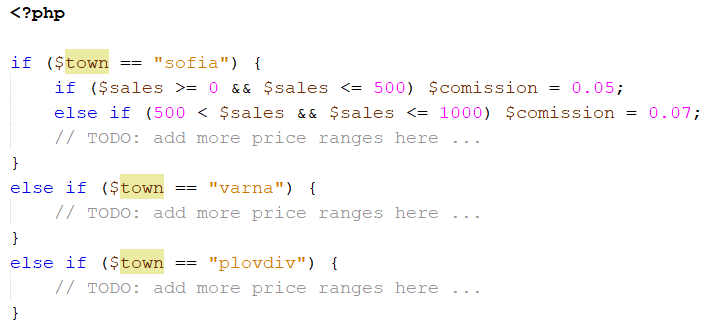 <?php
if ($town == "sofia") {
if ($sales >= 0 && $sales <= 500) $comission = 0.05;
else if (500 < $sales && $sales <= 1000) $comission = 0.07;
// TODO: add more price ranges here ...
}
else if ($town == "varna") {
// TODO: add more price ranges here ...
}
else if ($town == "plovdiv") {
// TODO: add more price ranges here ...
}